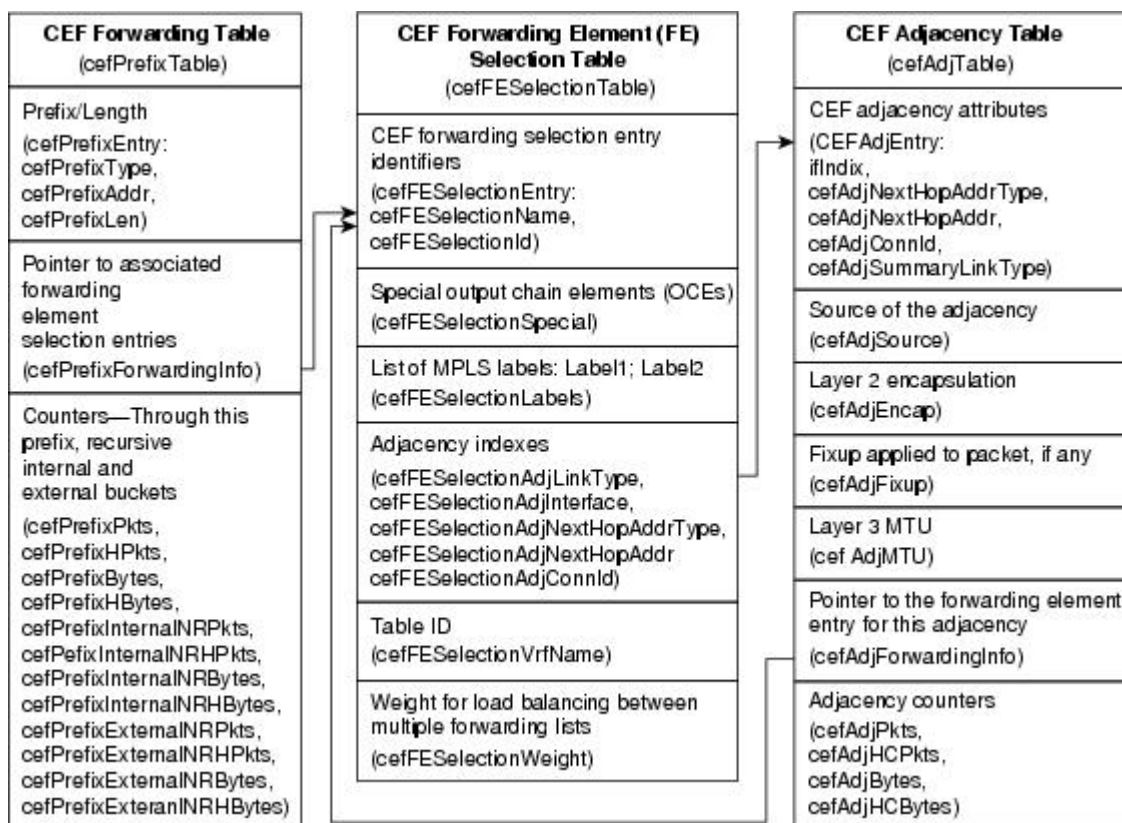 CEF Forwarding Table
(cefPrefixTable)
Prefix/Length
(cefPrefixEntry:
cefPrefixType,
cefPrefixAddr,
cefPrefixLen)
Pointer to associated
forwarding
element
selection entries
(cefPrefixForwardingInfo)
Counters—Through this
prefix, recursive
internal and
external buckets
(cefPrefixPkts,
cefPrefixHPkts,
cefPrefixBytes,
cefPrefixHBytes,
cefPrefixInternalNRPkts,
cefPefixInternalNRHPkts,
cefPrefixInternalNRBytes,
cefPrefixInternalNRHBytes,
cefPrefixExternalNRPkts,
cefPrefixExternalNRHPkts,
cefPrefixExternalNRBytes,
cefPrefixExteranlNRHBytes)
CEF Forwarding Element (FE)
Selection Table
(cefFESelectionTable)
CEF forwarding selection entry
identifiers
(cefFESelectionEntry:
cefFESelectionName,
cefFESelectionId)
Special output chain elements (OCEs)
(cefFESelectionSpecial)
List of MPLS labels: Label1; Label2
(cefFESelectionLabels)
Adjacency indexes
(cefFESelectionAdjLinkType,
cefFESelectionAdjInterface,
cefFESelectionAdjNextHopAddrType,
cefFESelectionAdjNextHopAddr
cefFESelectionAdjConnId)
Table ID
(cefFESelectionVrfName)
Weight for load balancing between
multiple forwarding lists
(cefFESelectionWeight)
CEF Adjacency Table
(cefAdjTable)
CEF adjacency attributes
(CEFAdjEntry:
ifIndix,
cefAdjNextHopAddrType,
cefAdjNextHopAddr,
cefAdjConnId,
cefAdjSummaryLinkType)
Source of the adjacency
(cefAdjSource)
Layer 2 encapsulation
(cefAdjEncap)
Fixup applied to packet, if any
(cefAdjFixup)
Layer 3 MTU
(cef AdjMTU)
Pointer to the forwarding element
entry for this adjacency
(cefAdjForwardingInfo)
Adjacency counters
(cefAdjPkts,
cefAdjHCPkts,
cefAdjBytes,
cefAdjHCBytes)